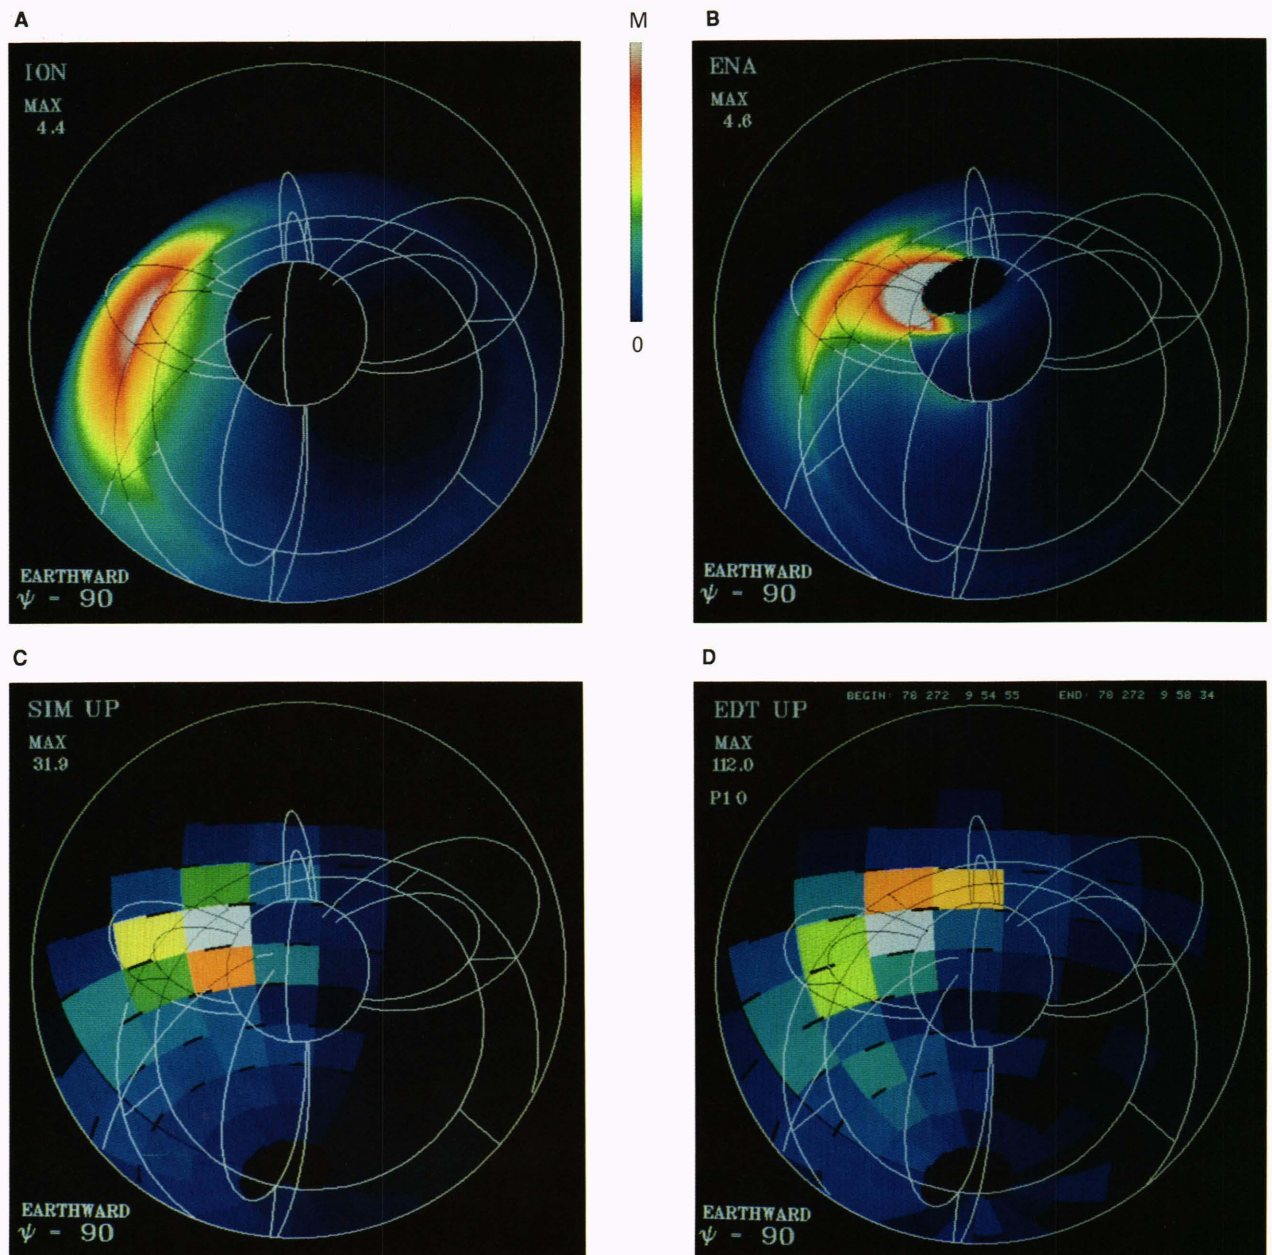 A
M
B
ION
MAX
4.4
EARTHWARD
ψ - 90
0
ENA
MAX
4.6
EARTHWARD
ψ - 90
C
D
SIM UP
MAX
31.9
EARTHWARD
ψ - 90
EDT UP
BEGIN: 78 272 9 54 55 END: 78 272 9 58 34
MAX
112.0
P10
EARTHWARD
ψ - 90